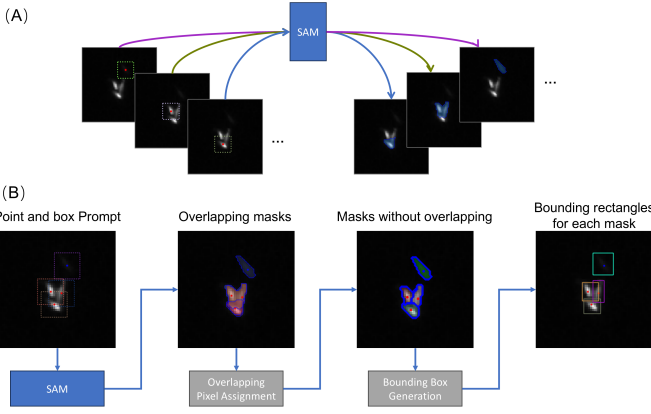 (A)
SAM
...
...
(B)
Point and box Prompt
Overlapping masks
Masks without overlapping
Bounding rectangles
for each mask
SAM
Overlapping
Pixel Assignment
Bounding Box
Generation